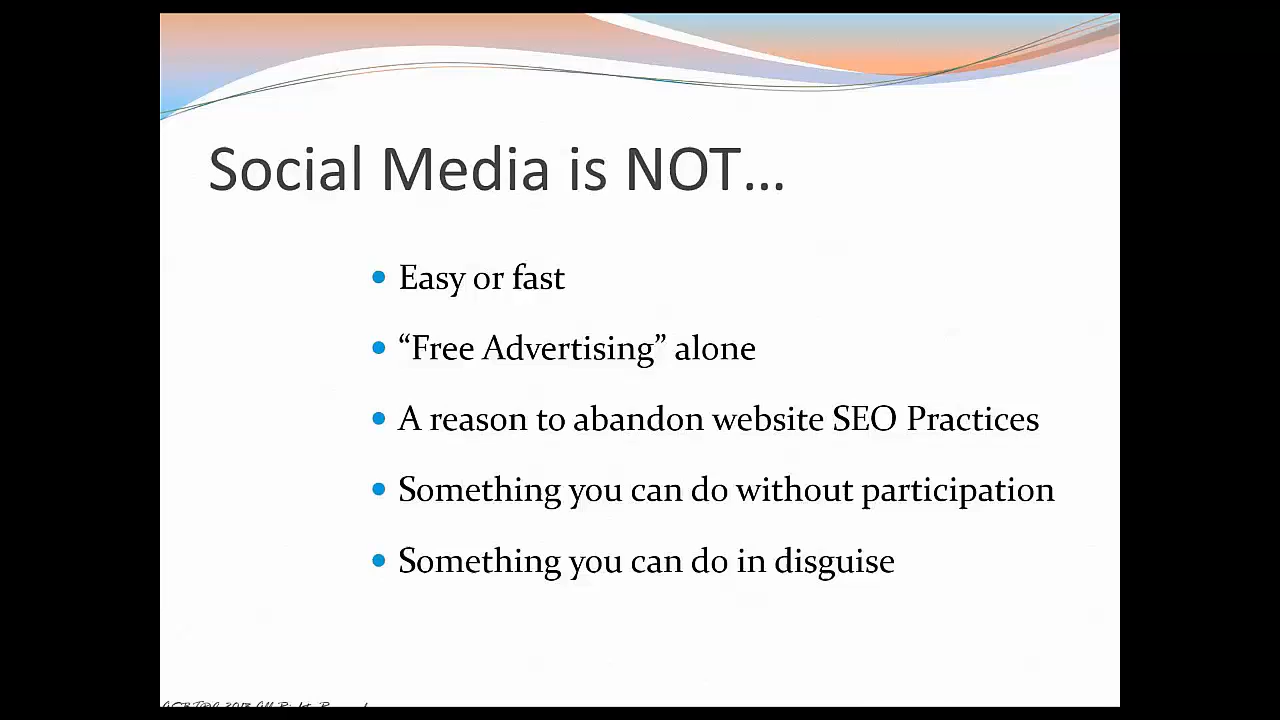 Social Media is NOT…
• Easy or fast
• “Free Advertising” alone
• A reason to abandon website SEO Practices
• Something you can do without participation
• Something you can do in disguise